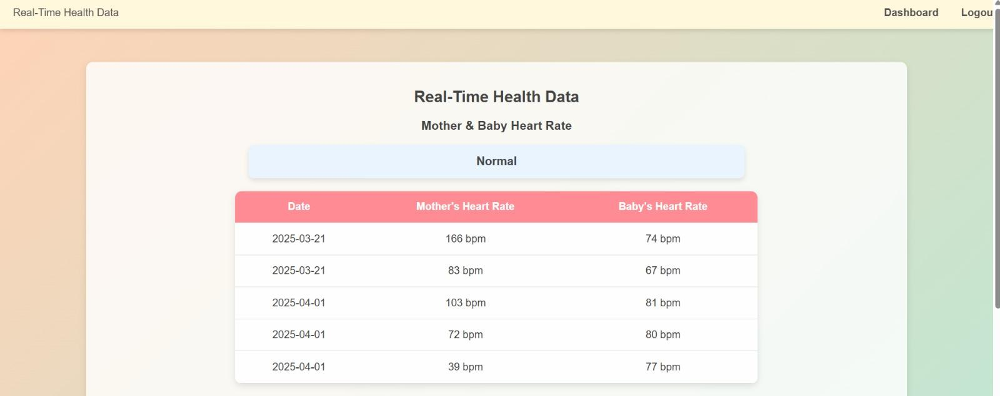 Real-Time Health Data
Dashboard Logou
Real-Time Health Data
Mother & Baby Heart Rate
Normal
Date Mother's Heart Rate Baby's Heart Rate
2025-03-21 166 bpm 74 bpm
2025-03-21 83 bpm 67 bpm
2025-04-01 103 bpm 81 bpm
2025-04-01 72 bpm 80 bpm
2025-04-01 39 bpm 77 bpm